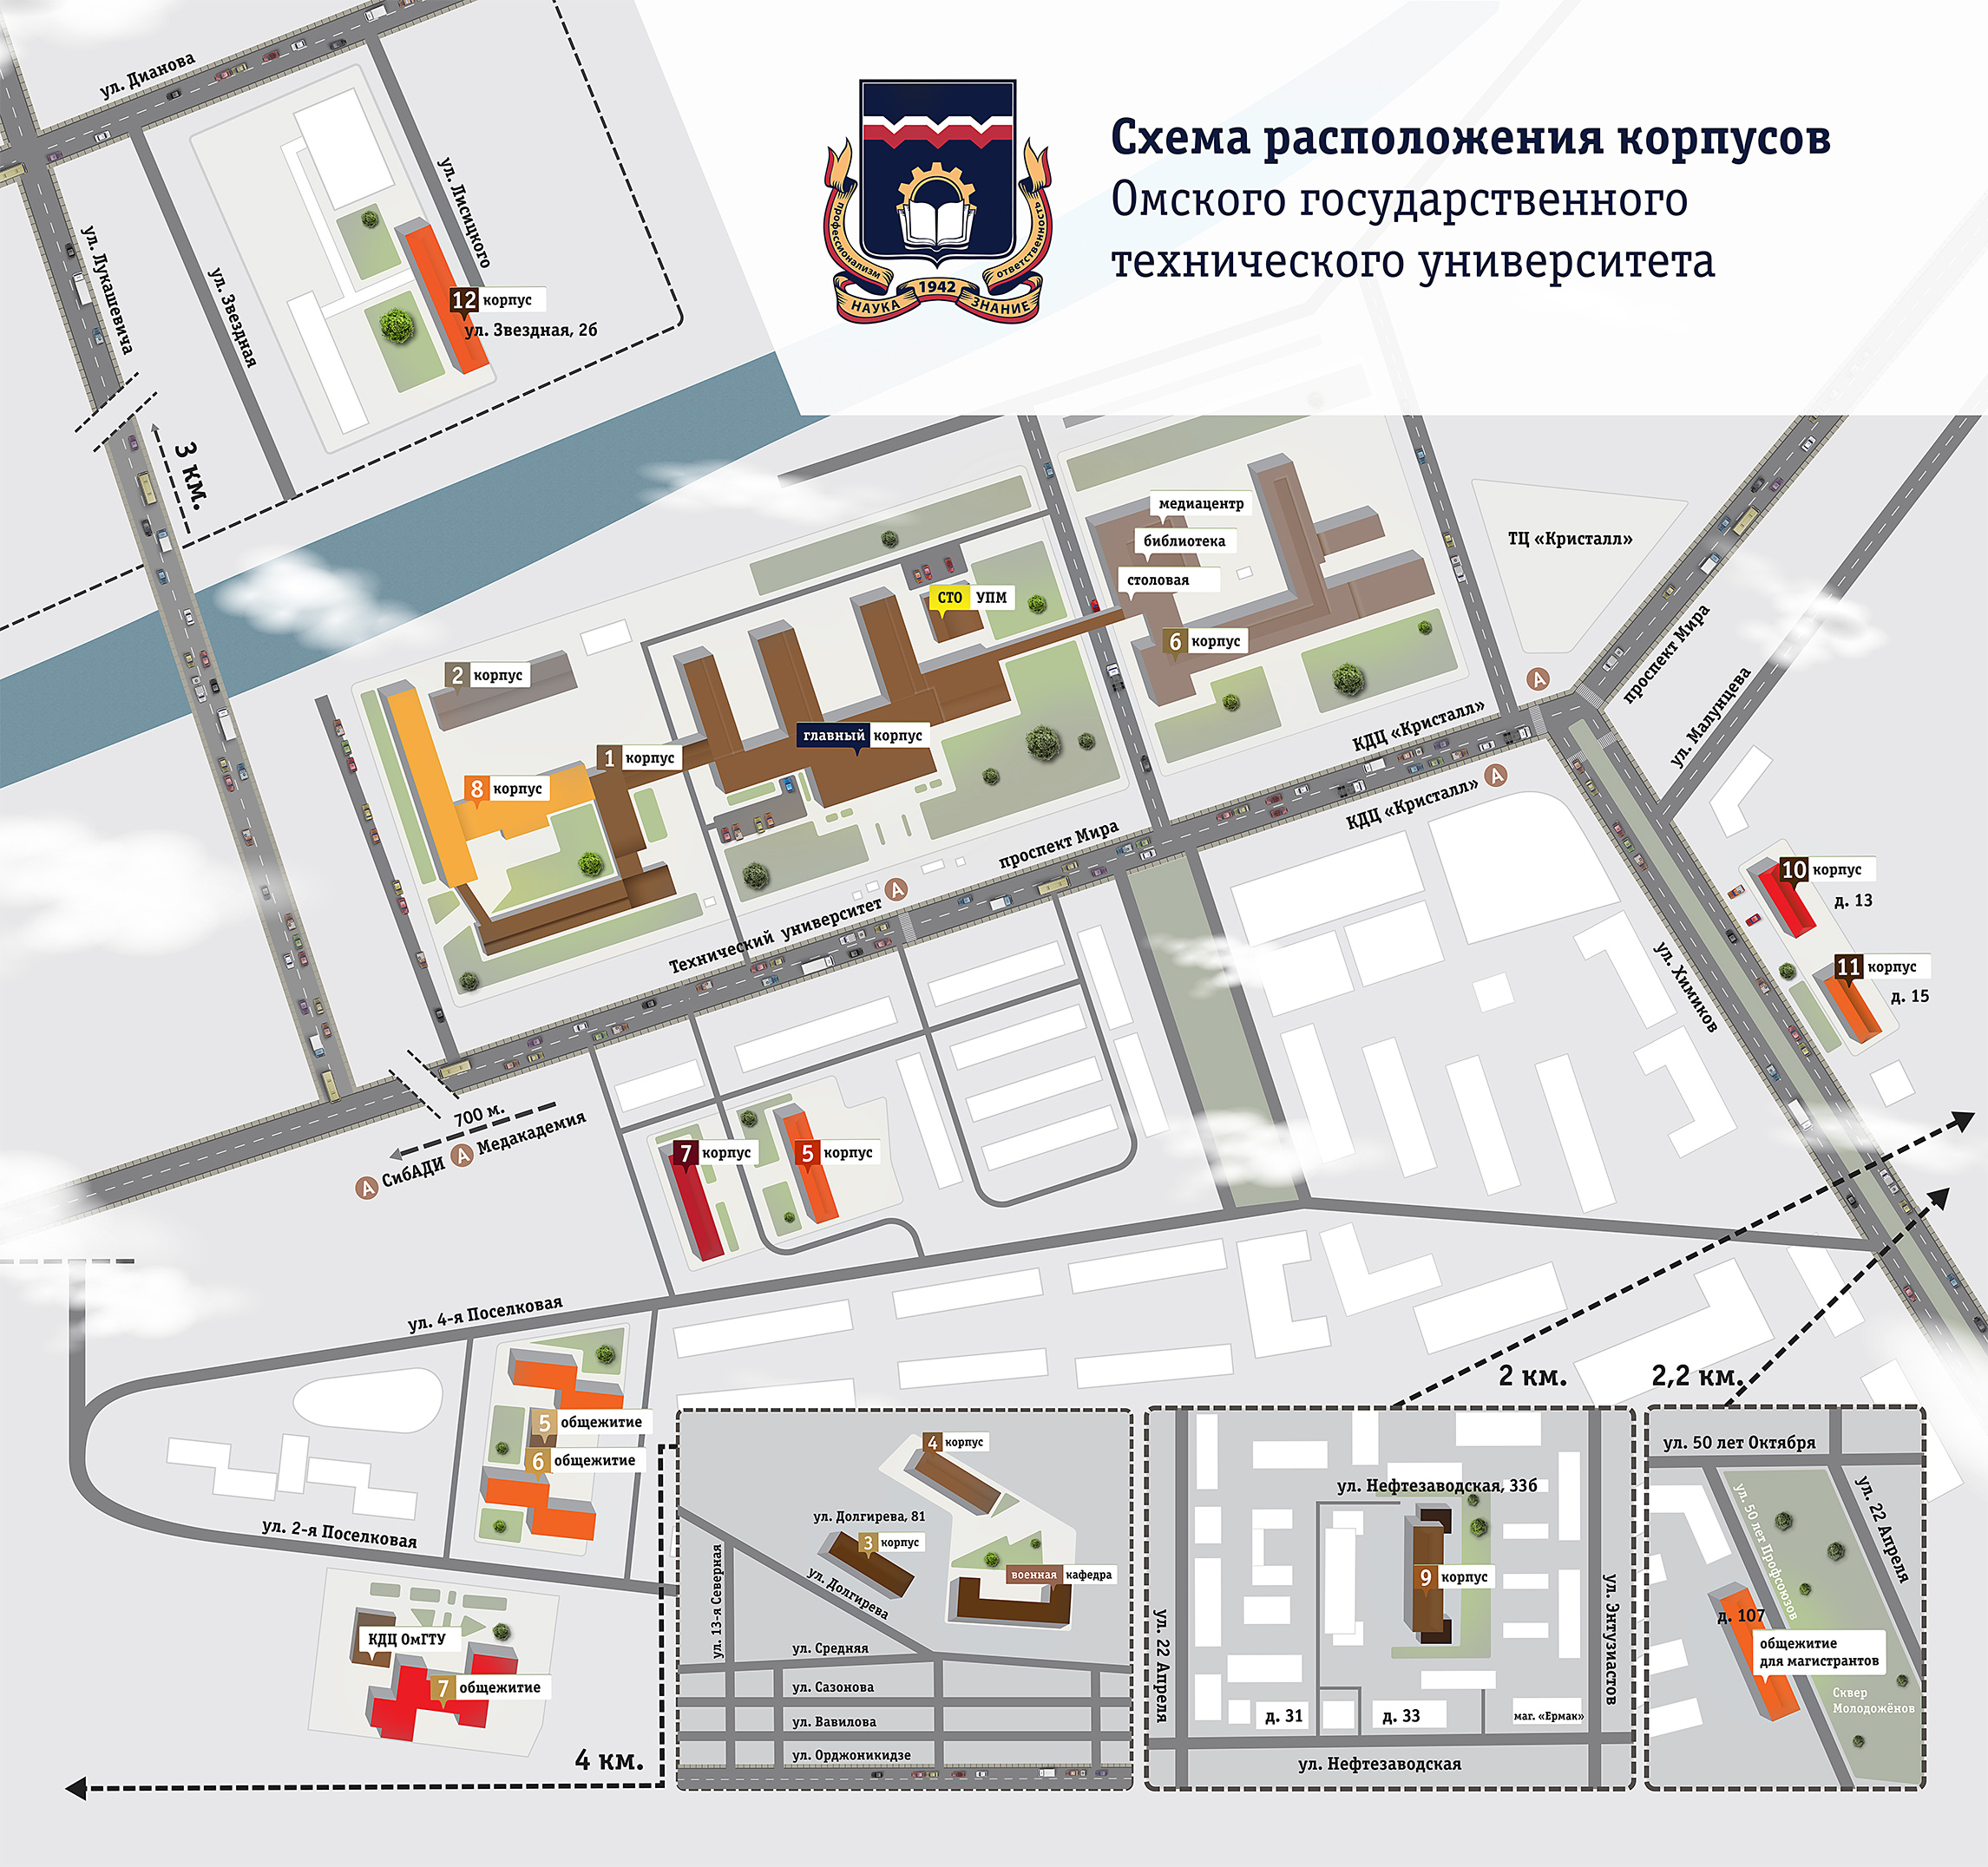 Схема расположения корпусов
Омского государственного
технического университета
профессионализм
ответственность
НАУКА
1942
ЗНАНИЕ
ул. Дианова
ул. Лисицкого
ул. Лукашевича
ул. Звездная
12 корпус
ул. Звездная, 2б
3 км.
медиацентр
библиотека
столовая
ТЦ «Кристалл»
СТО УПМ
6 корпус
2 корпус
проспект Мира
ул. Малунцева
А
КДЦ «Кристалл»
главный корпус
1 корпус
8 корпус
КДЦ «Кристалл» А
проспект Мира
10 корпус
д. 13
Технический университет А
11 корпус
д. 15
ул. Химиков
700 м.
А СибАДИ А Медакадемия
7 корпус
5 корпус
ул. 4-я Поселковая
5 общежитие
6 общежитие
ул. 2-я Поселковая
КДЦ ОмГТУ
7 общежитие
4 км.
2 км.
2,2 км.
4 корпус
ул. Долгирева, 81
3 корпус
военная кафедра
ул. Долгирева
ул. 13-я Северная
ул. Средняя
ул. Сазонова
ул. Вавилова
ул. Орджоникидзе
ул. Нефтезаводская, 33б
9 корпус
ул. 22 Апреля
ул. Энтузиастов
д. 31
д. 33
маг. «Ермак»
ул. Нефтезаводская
ул. 50 лет Октября
ул. 50 лет Профсоюзов
ул. 22 Апреля
д. 107
общежитие
для магистрантов
Сквер
Молодожёнов